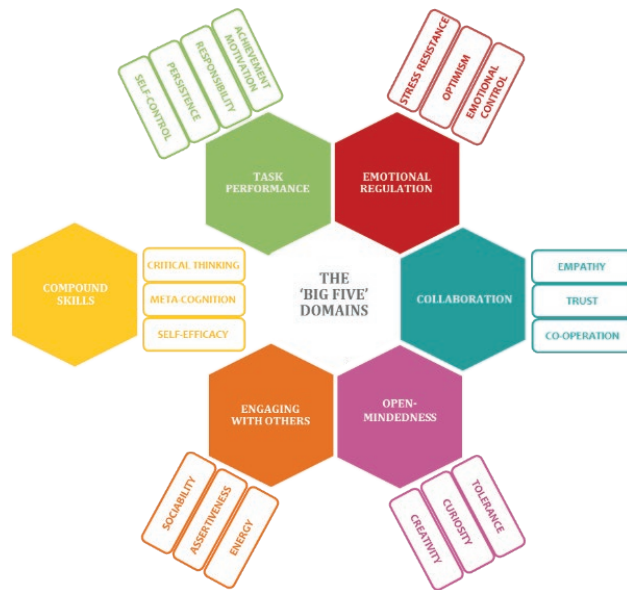 ACHIEVEMENT
MOTIVATION
RESPONSIBILITY
PERSISTENCE
SELF-CONTROL
STRESS RESISTANCE
OPTIMISM
EMOTIONAL
CONTROL
TASK
PERFORMANCE
EMOTIONAL
REGULATION
COMPOUND
SKILLS
CRITICAL THINKING
META COGNITION
SELF-EFFICACY
THE
'BIG FIVE'
DOMAINS
COLLABORATION
EMPATHY
TRUST
CO-OPERATION
ENGAGING
WITH OTHERS
OPEN-
MINDEDNESS
SOCIABILITY
ASSERTIVENESS
ENERGY
CREATIVITY
CURIOSITY
TOLERANCE